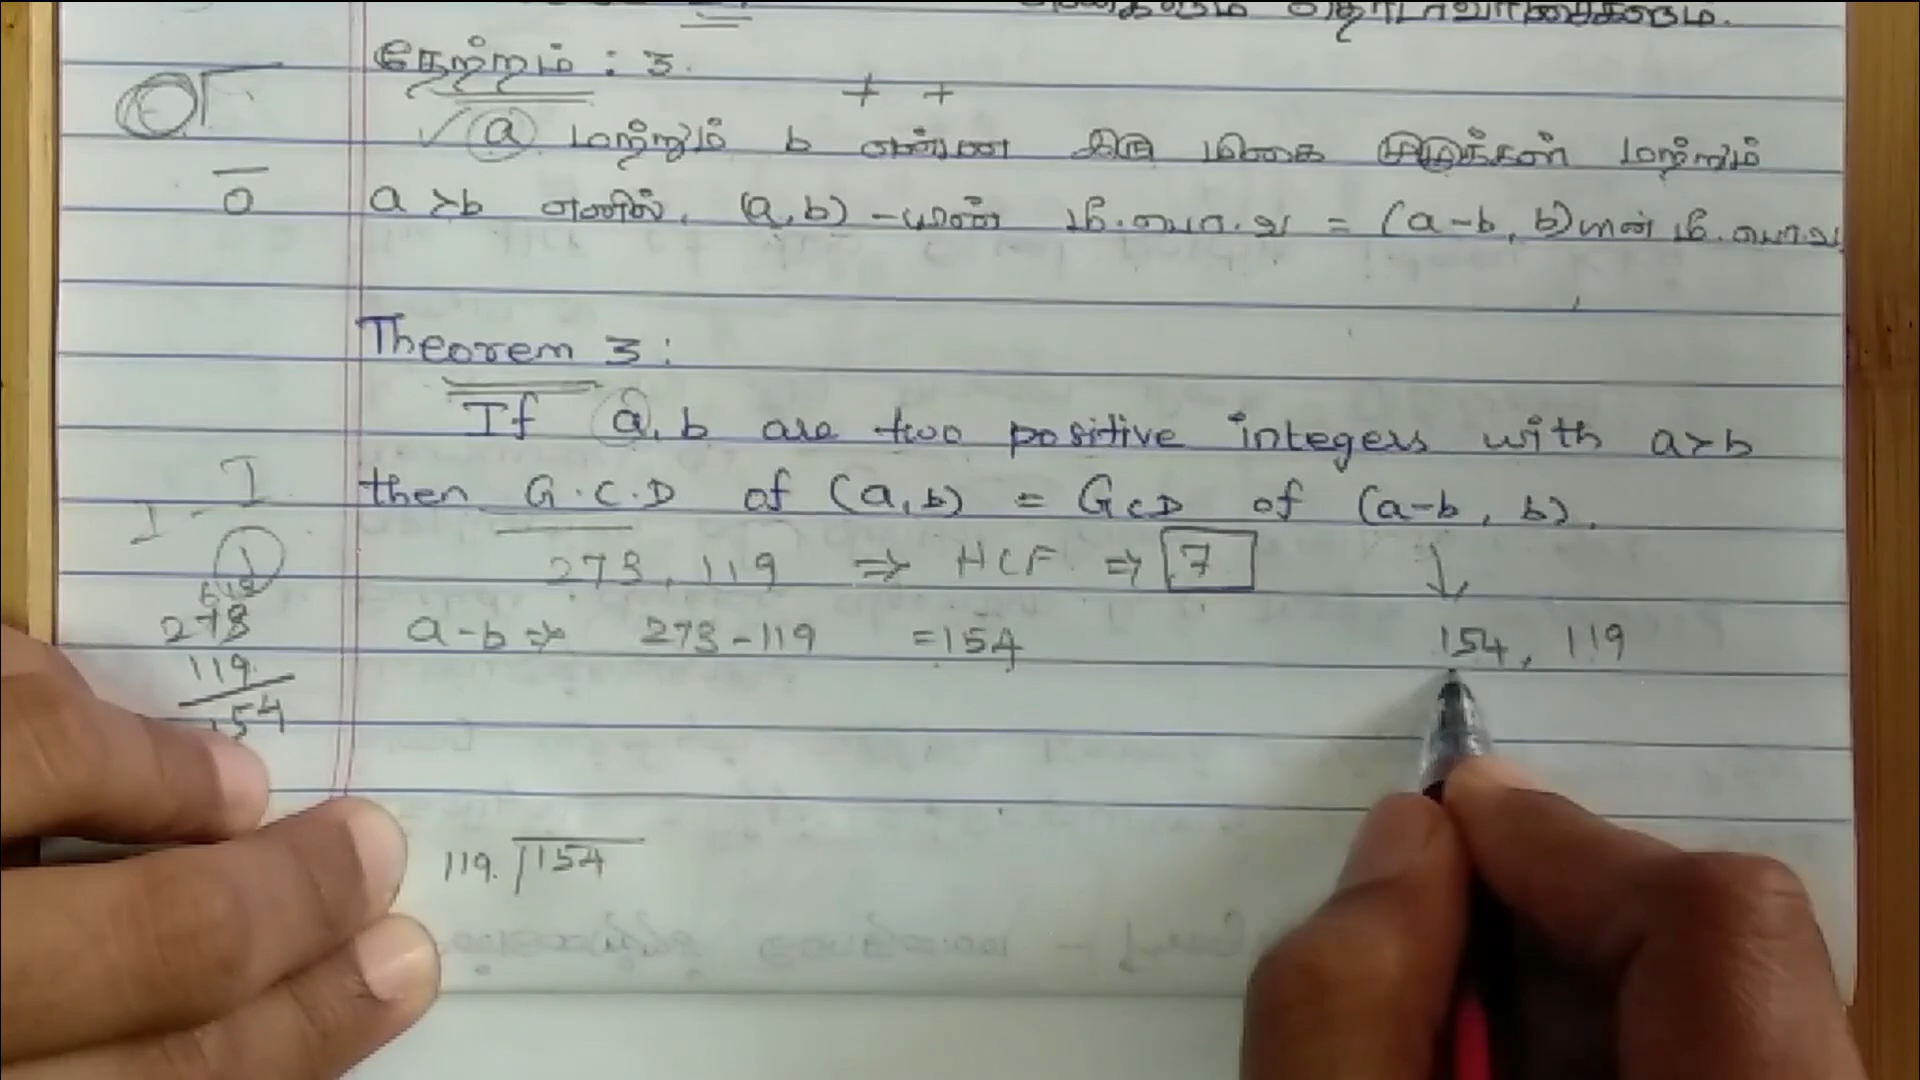 தேற்றம் : 3.
+ +
a மற்றும் b என்பன இரு மிகை முழுக்கள் மற்றும்
a > b எனில், (a, b) - யின் மீ.பொ.வ = (a-b, b)யின் மீ.பொ.வ
Theorem 3:
If a, b are two positive integers with a>b
then G.C.D of (a, b) = GCD of (a-b, b).
273, 119 ⇒ HCF ⇒ 7
a-b ⇒ 273-119 =154
154, 119
273
119
154
119. 154